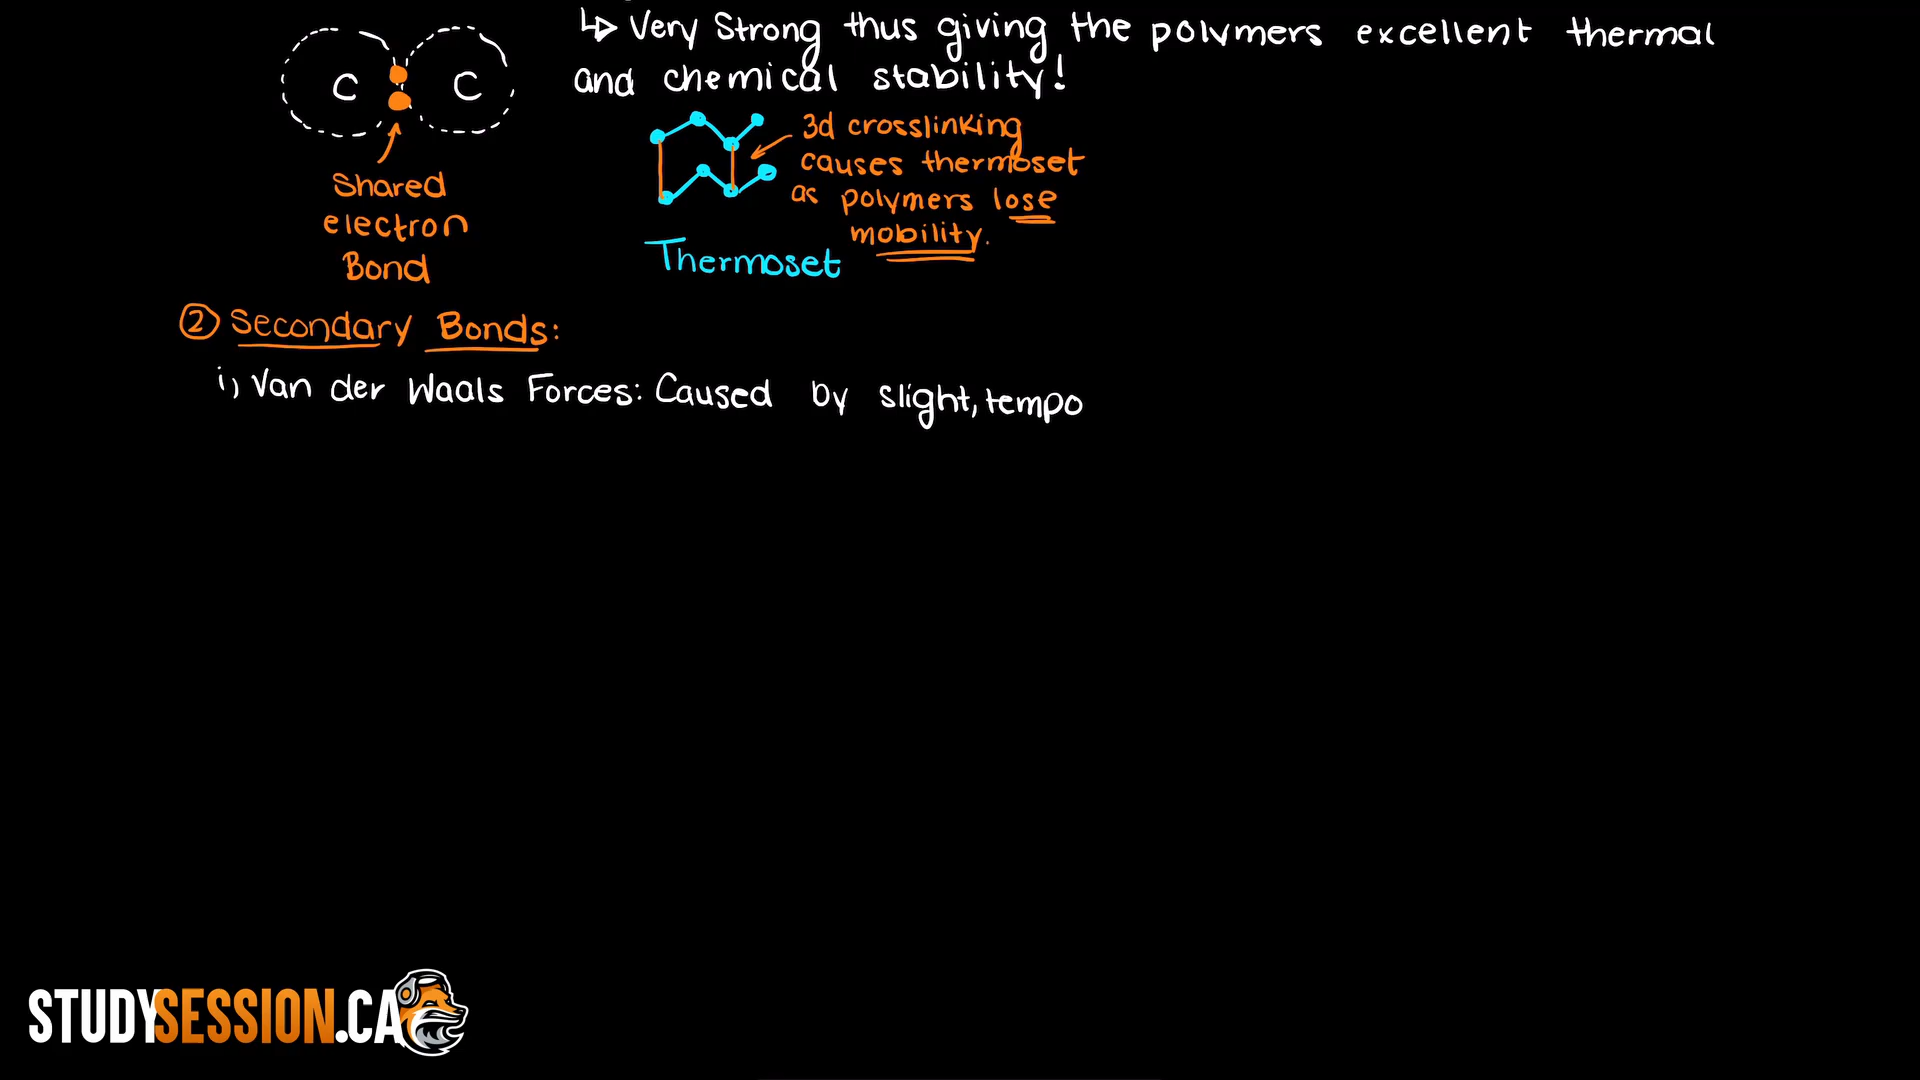 ↳ Very Strong thus giving the polymers excellent thermal
and chemical stability!
C C
Shared
electron
Bond
3d crosslinking
causes thermoset
as polymers lose
mobility.
Thermoset
② Secondary Bonds:
i) Van der Waals Forces: Caused by slight, tempo
STUDYSESSION.CA